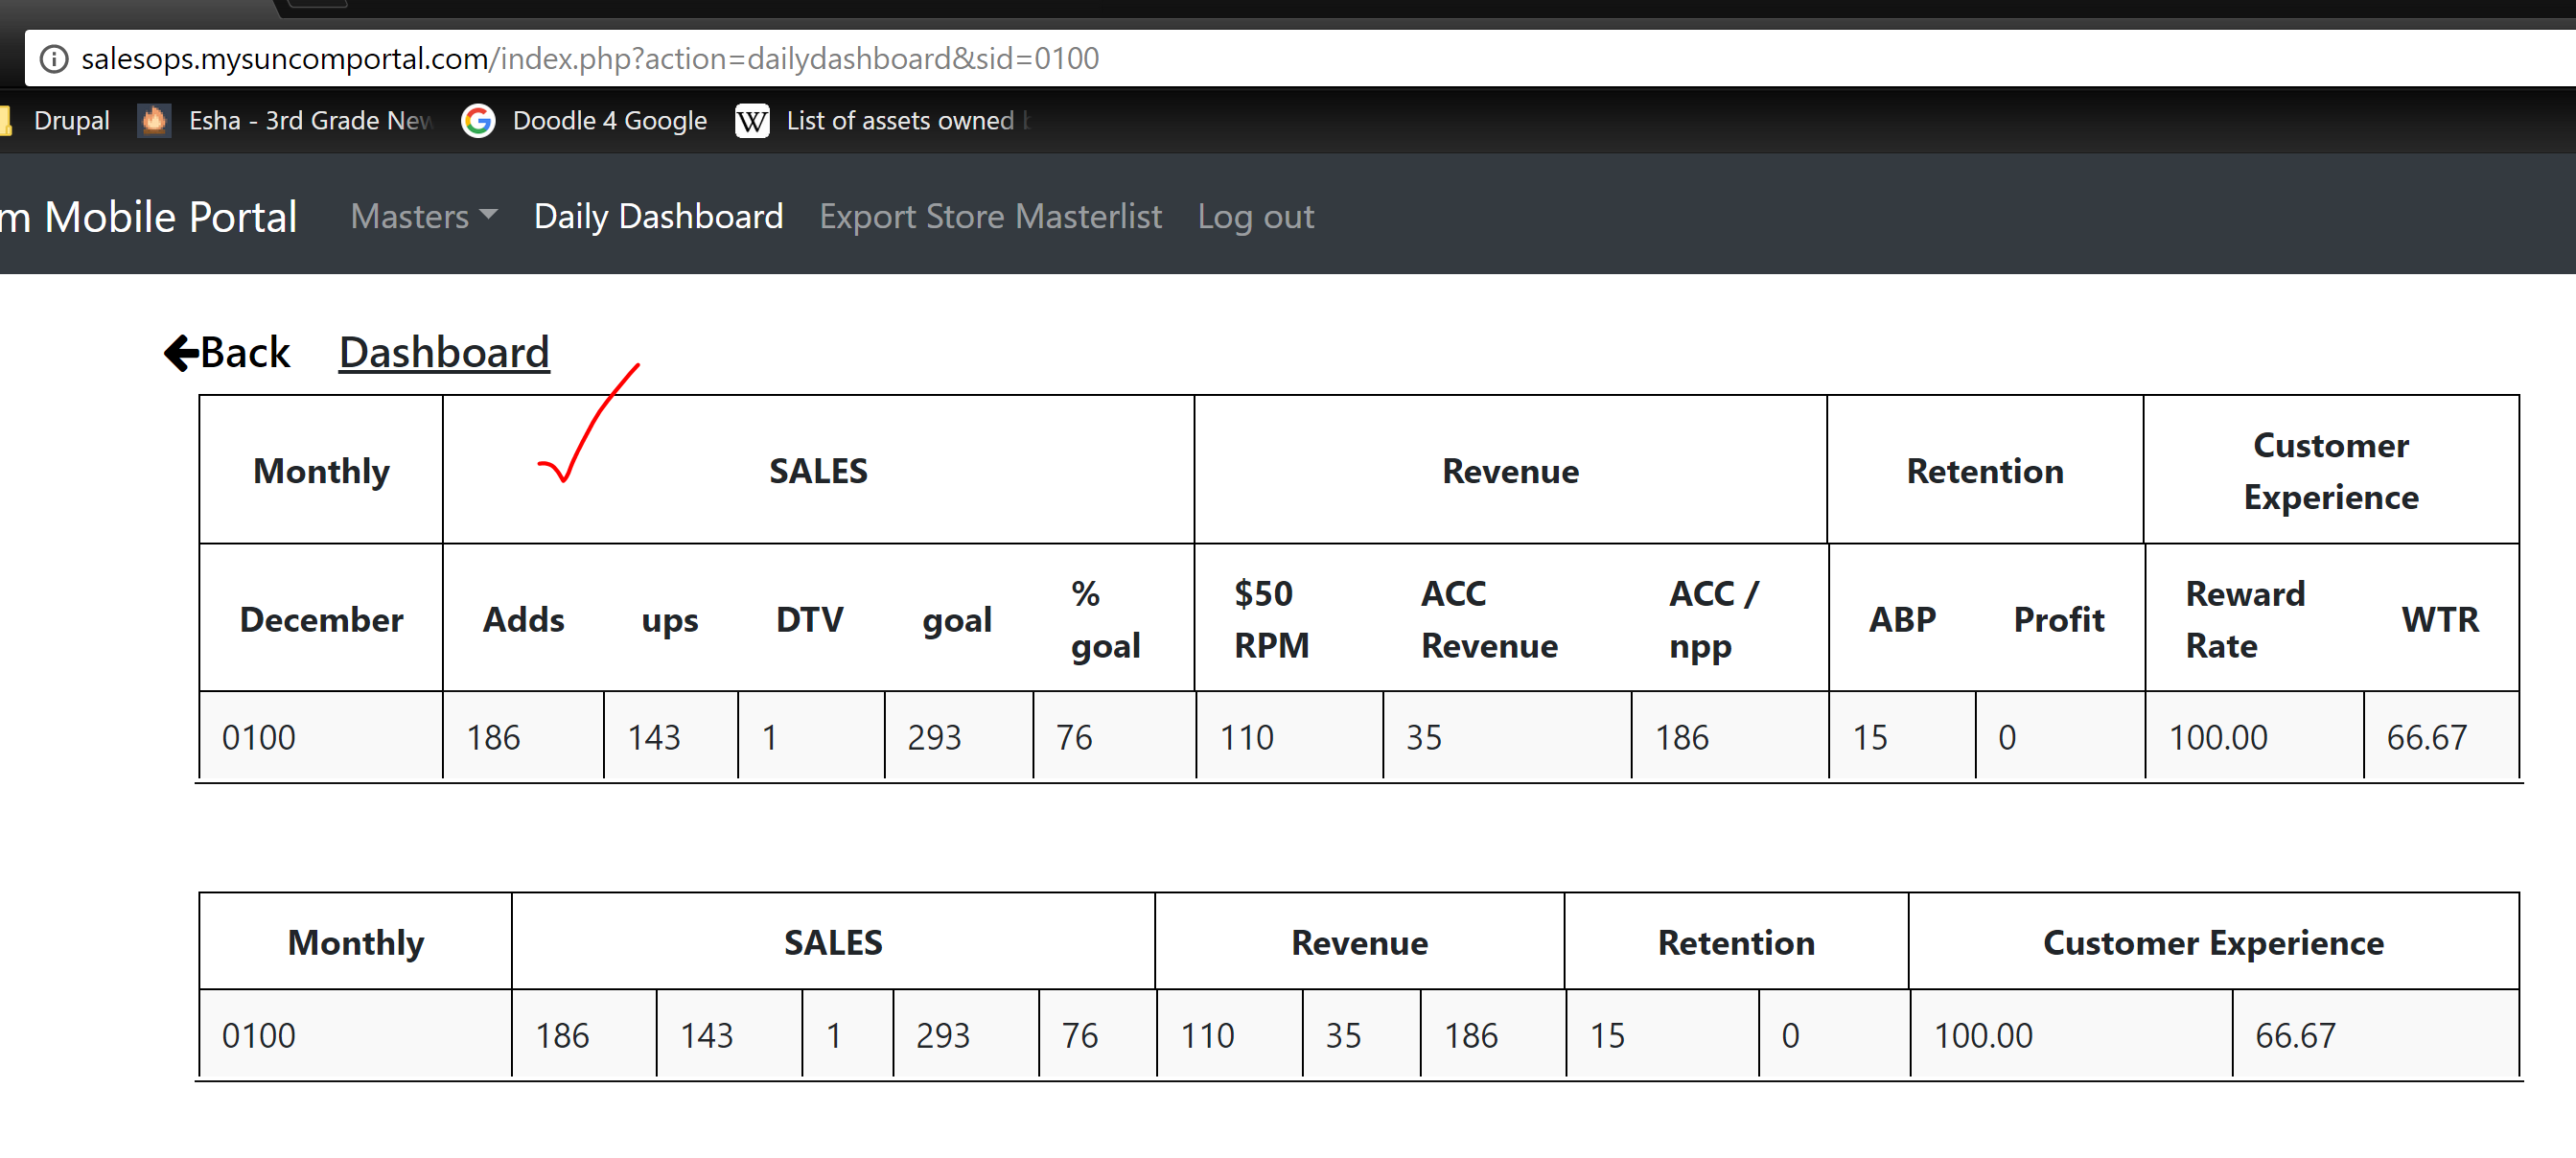 salesops.mysuncomportal.com/index.php?action=dailydashboard&sid=0100
Drupal Esha - 3rd Grade New Doodle 4 Google W List of assets owned
m Mobile Portal Masters Daily Dashboard Export Store Masterlist Log out
Back Dashboard
Monthly SALES Revenue Retention Customer Experience
December Adds ups DTV goal % goal $50 RPM ACC Revenue ACC / npp ABP Profit Reward Rate WTR
0100 186 143 1 293 76 110 35 186 15 0 100.00 66.67
Monthly SALES Revenue Retention Customer Experience
0100 186 143 1 293 76 110 35 186 15 0 100.00 66.67